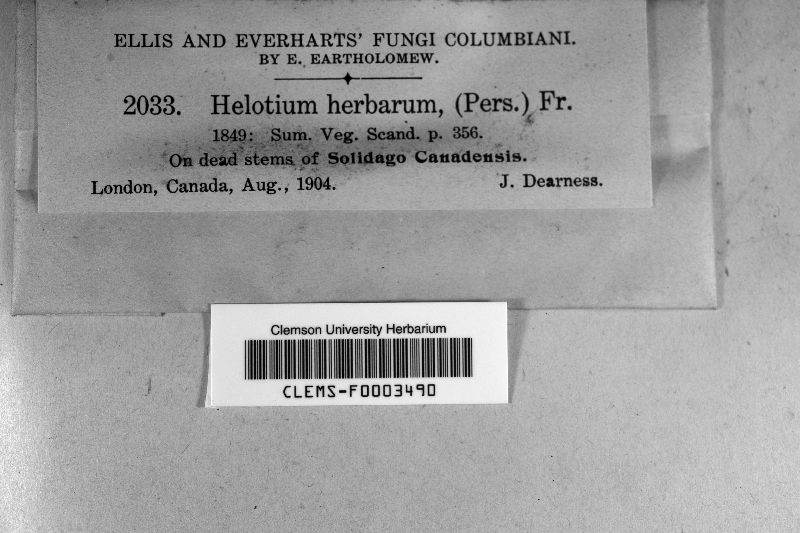 ELLIS AND EVERHARTS' FUNGI COLUMBIANI.
BY E. EARTHOLOMEW.
2033. Helotium herbarum, (Pers.) Fr.
1849: Sum. Veg. Scand. p. 356.
On dead stems of Solidago Canadensis.
London, Canada, Aug., 1904. J. Dearness.
Clemson University Herbarium
CLEMS-F0003490